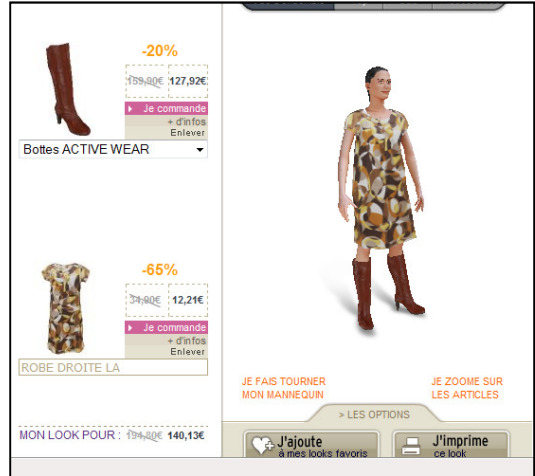 -20%
159,90€ 127,92€
Je commande
+ d'infos
Enlever
Bottes ACTIVE WEAR
-65%
34,90€ 12,21€
Je commande
+ d'infos
Enlever
ROBE DROITE LA
MON LOOK POUR : 194,80€ 140,13€
JE FAIS TOURNER
MON MANNEQUIN
JE ZOOME SUR
LES ARTICLES
> LES OPTIONS
J'ajoute
à mes looks favoris
J'imprime
ce look